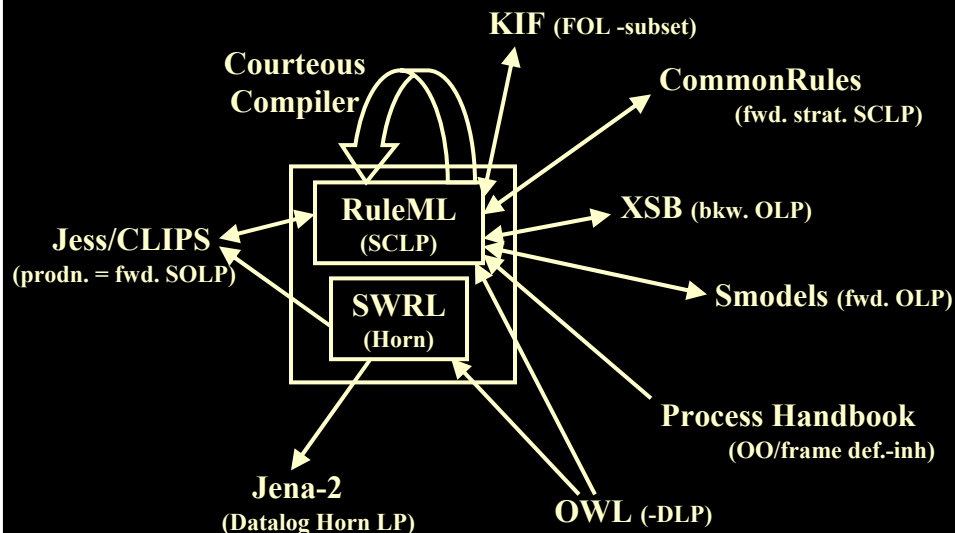 KIF (FOL -subset)
Courteous
Compiler
CommonRules
(fwd. strat. SCLP)
RuleML
(SCLP)
XSB (bkw. OLP)
Jess/CLIPS
(prodn. = fwd. SOLP)
Smodels (fwd. OLP)
SWRL
(Horn)
Process Handbook
(OO/frame def.-inh)
Jena-2
(Datalog Horn LP)
OWL (-DLP)